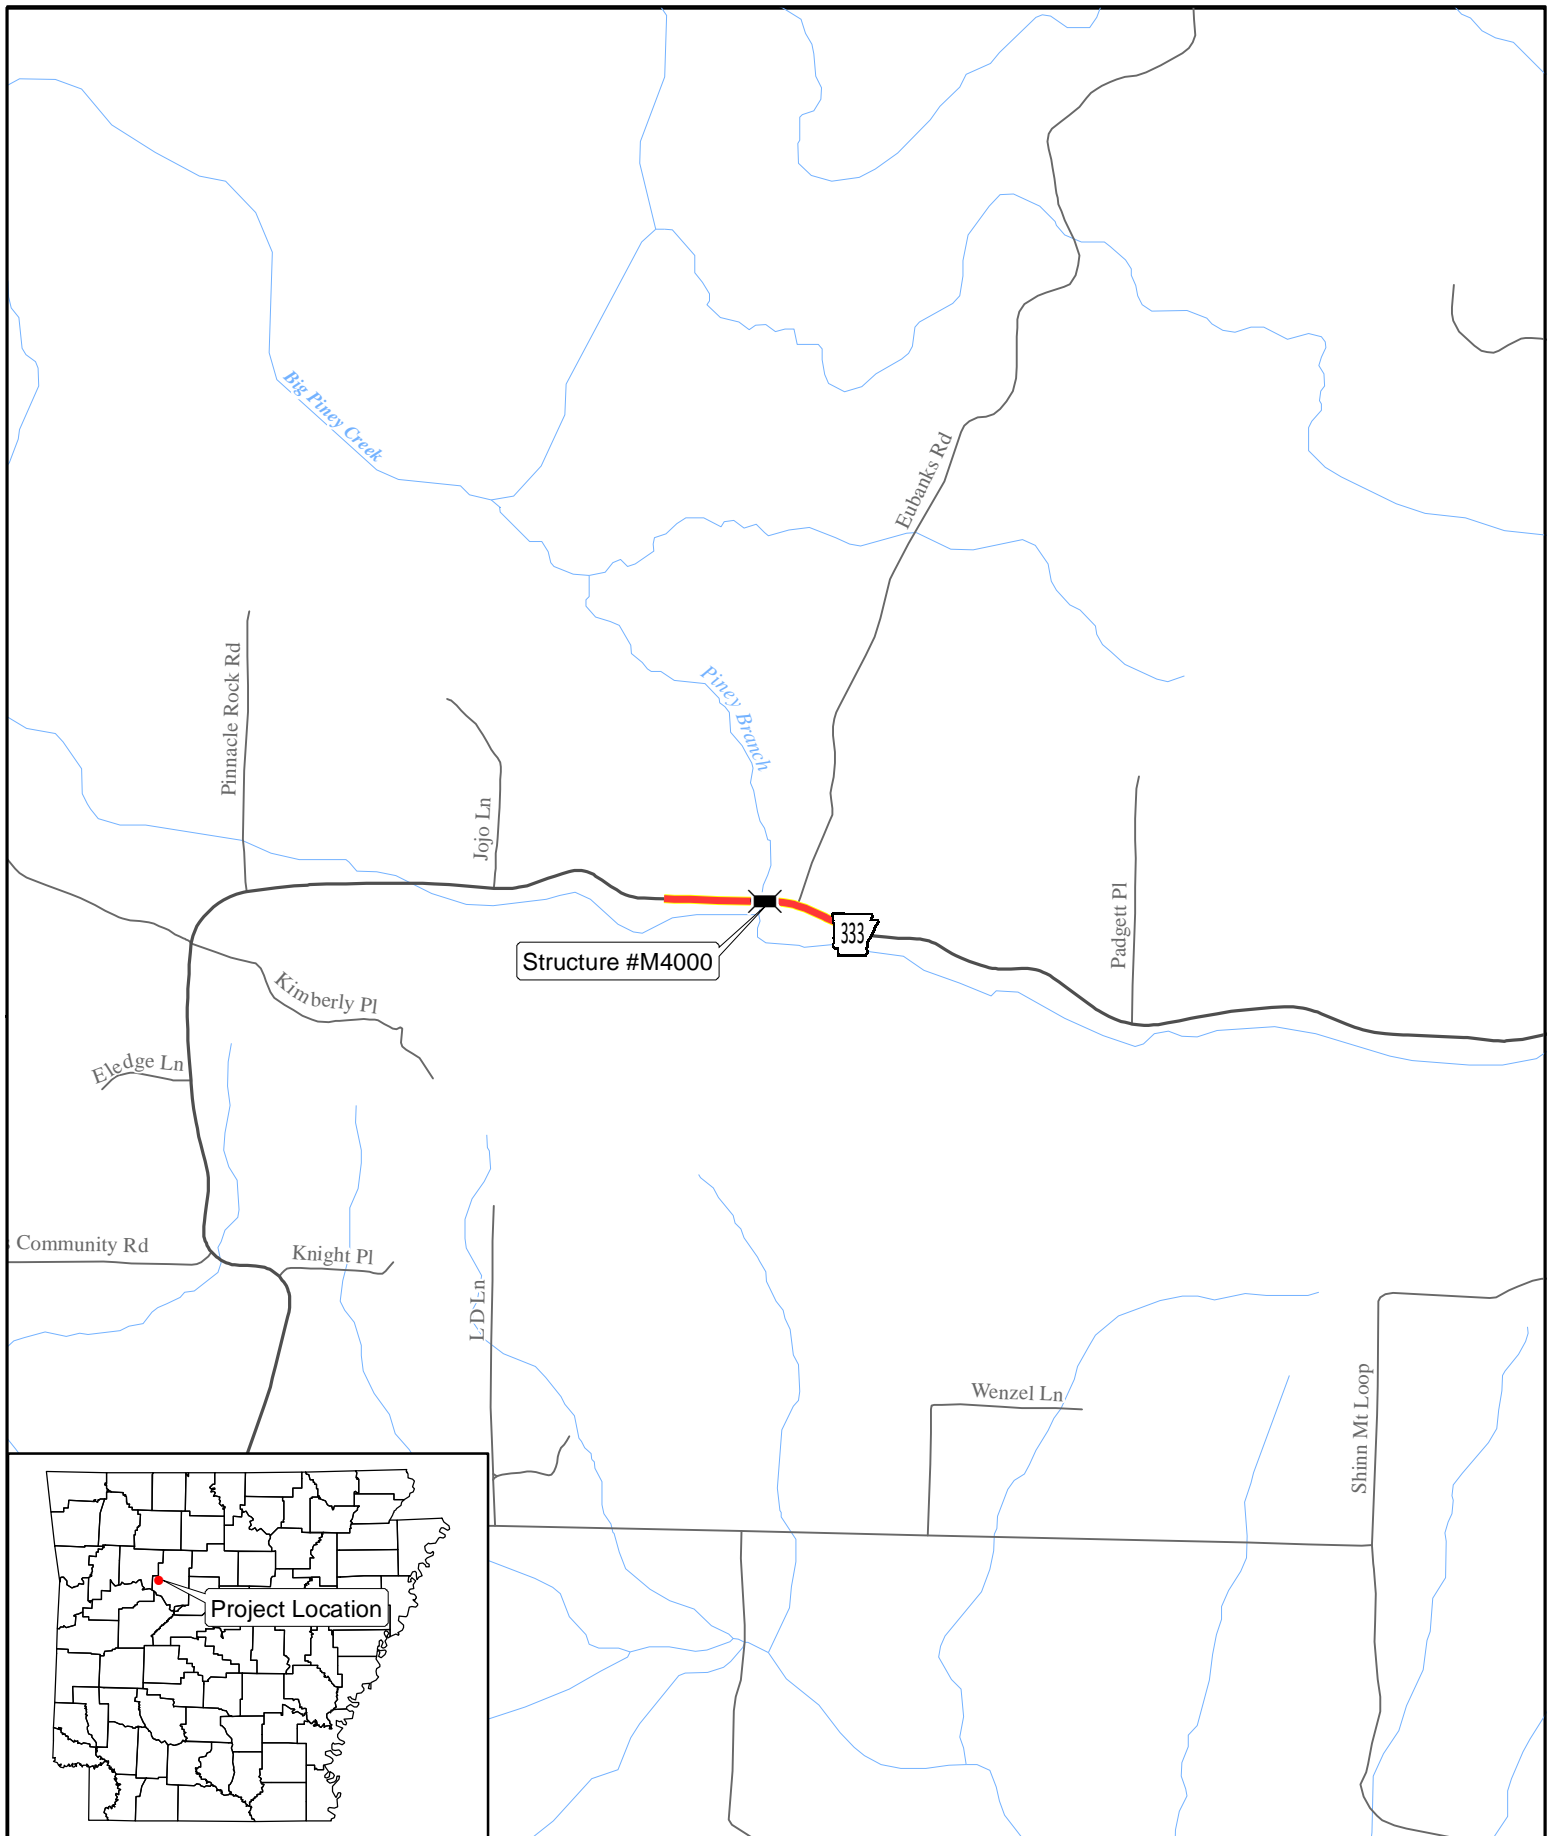 Big Piney Creek
Eubanks Rd
Pinnacle Rock Rd
Piney Branch
Jojo Ln
Padgett Pl
333
Structure #M4000
Kimberly Pl
Eledge Ln
Community Rd
Knight Pl
L D Ln
Wenzel Ln
Shinn Mt Loop
Project Location